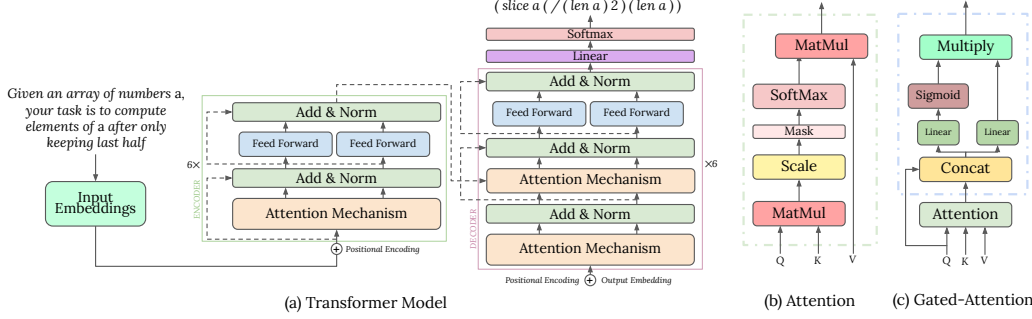 ( slice a ( / ( len a ) 2 ) ( len a ) )
Softmax
Linear
Add & Norm
Feed Forward
Feed Forward
Add & Norm
Attention Mechanism
Add & Norm
Attention Mechanism
DECODER
×6
Positional Encoding
Output Embedding
Given an array of numbers a,
your task is to compute
elements of a after only
keeping last half
Input
Embeddings
Add & Norm
Feed Forward
Feed Forward
6×
Add & Norm
Attention Mechanism
ENCODER
Positional Encoding
(a) Transformer Model
MatMul
SoftMax
Mask
Scale
MatMul
Q
K
V
(b) Attention
Multiply
Sigmoid
Linear
Linear
Concat
Attention
Q
K
V
(c) Gated-Attention